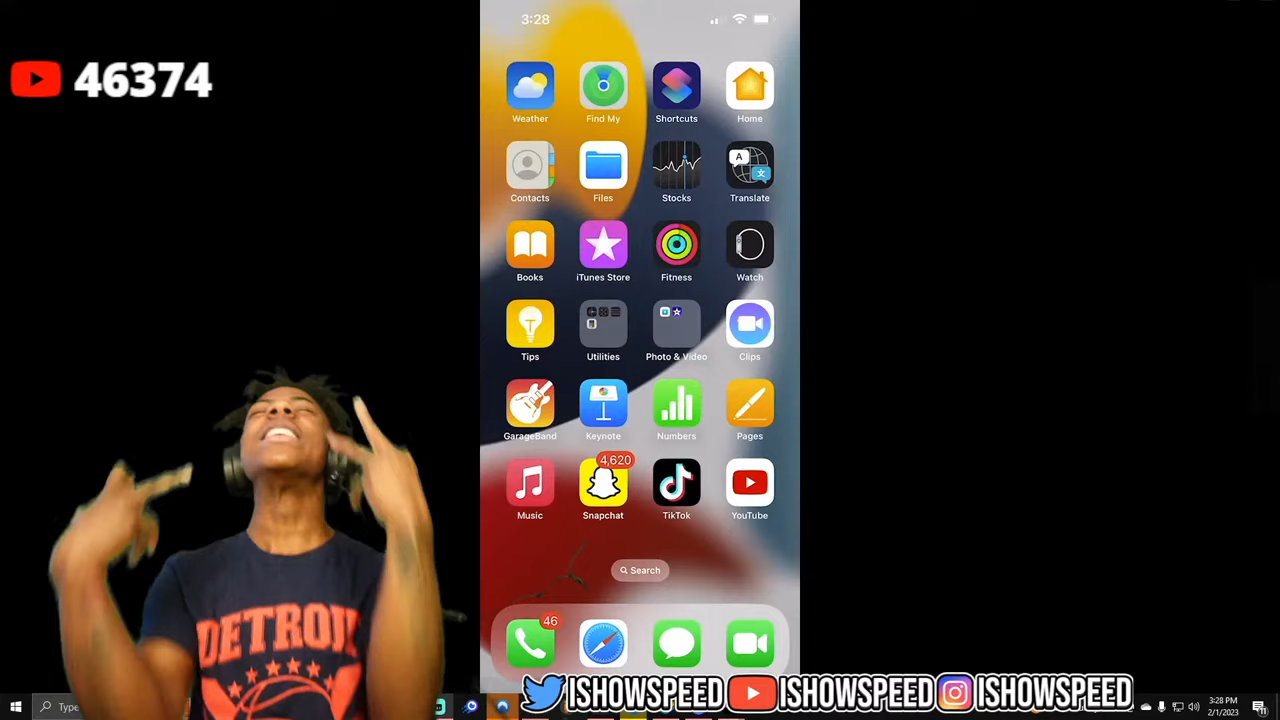 3:28
46374
Weather Find My Shortcuts Home
Contacts Files Stocks Translate
A 文
Books iTunes Store Fitness Watch
Tips Utilities Photo & Video Clips
GarageBand Keynote Numbers Pages
4,620
Music Snapchat TikTok YouTube
Search
46
DETROIT
ISHOWSPEED ISHOWSPEED ISHOWSPEED
Type
3:28 PM
2/1/2023